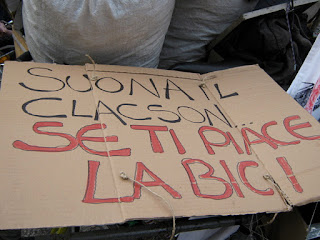 SUONA IL
CLACSON...
SE TI PIACE
LA BICI!